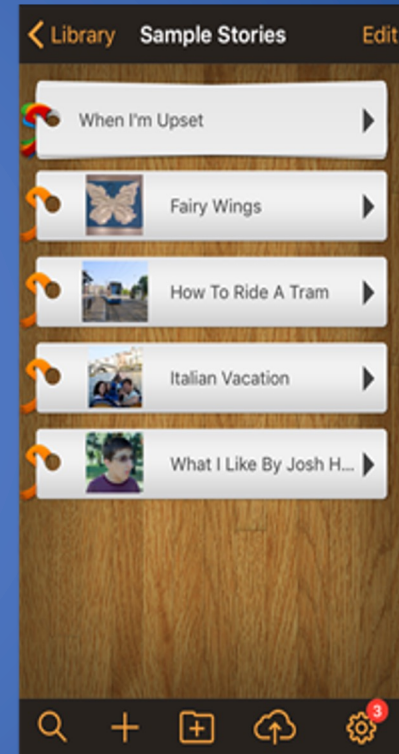 Library Sample Stories Edit
When I'm Upset
Fairy Wings
How To Ride A Tram
Italian Vacation
What I Like By Josh H...
3